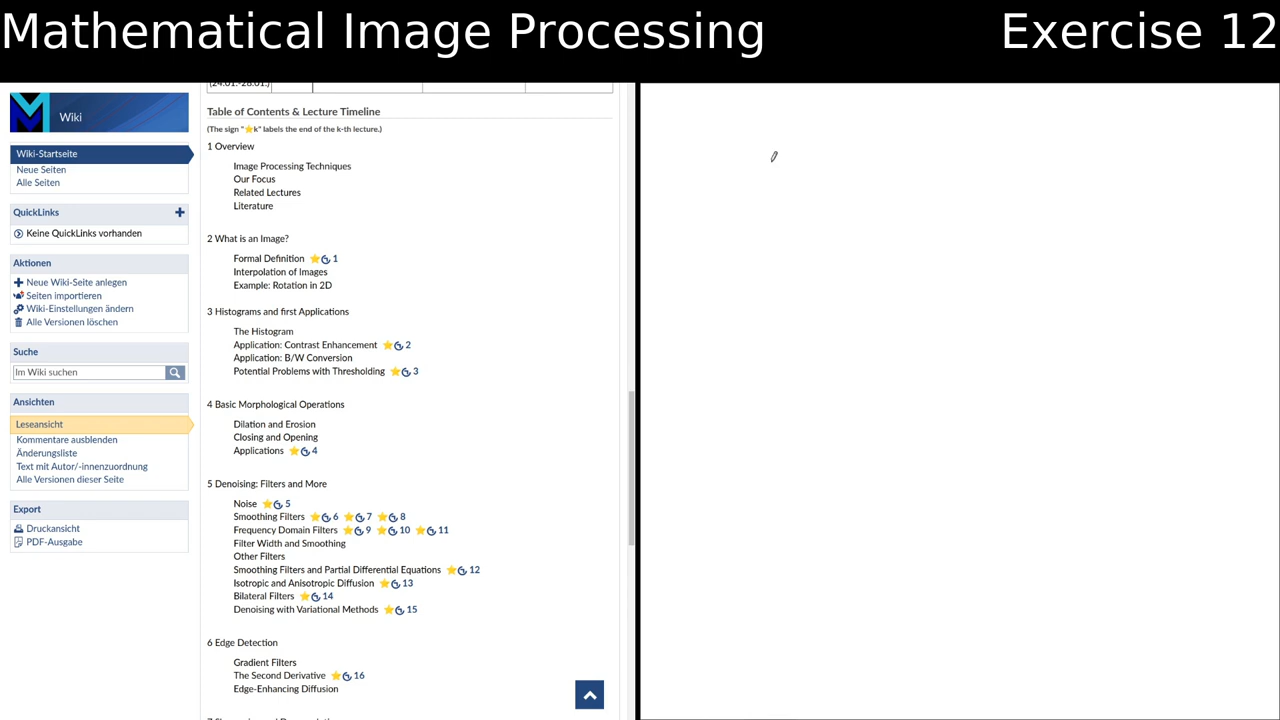 Mathematical Image Processing
Exercise 12
Wiki
Wiki-Startseite
Neue Seiten
Alle Seiten
QuickLinks
Keine QuickLinks vorhanden
Aktionen
Neue Wiki-Seite anlegen
Seiten importieren
Wiki-Einstellungen ändern
Alle Versionen löschen
Suche
Im Wiki suchen
Ansichten
Leseansicht
Kommentare ausblenden
Änderungsliste
Text mit Autor/-innenzuordnung
Alle Versionen dieser Seite
Export
Druckansicht
PDF-Ausgabe
(24.01.-28.01.)
Table of Contents & Lecture Timeline
(The sign "⭐k" labels the end of the k-th lecture.)
1 Overview
Image Processing Techniques
Our Focus
Related Lectures
Literature
2 What is an Image?
Formal Definition ⭐ 1
Interpolation of Images
Example: Rotation in 2D
3 Histograms and first Applications
The Histogram
Application: Contrast Enhancement ⭐ 2
Application: B/W Conversion
Potential Problems with Thresholding ⭐ 3
4 Basic Morphological Operations
Dilation and Erosion
Closing and Opening
Applications ⭐ 4
5 Denoising: Filters and More
Noise ⭐ 5
Smoothing Filters ⭐ 6 ⭐ 7 ⭐ 8
Frequency Domain Filters ⭐ 9 ⭐ 10 ⭐ 11
Filter Width and Smoothing
Other Filters
Smoothing Filters and Partial Differential Equations ⭐ 12
Isotropic and Anisotropic Diffusion ⭐ 13
Bilateral Filters ⭐ 14
Denoising with Variational Methods ⭐ 15
6 Edge Detection
Gradient Filters
The Second Derivative ⭐ 16
Edge-Enhancing Diffusion